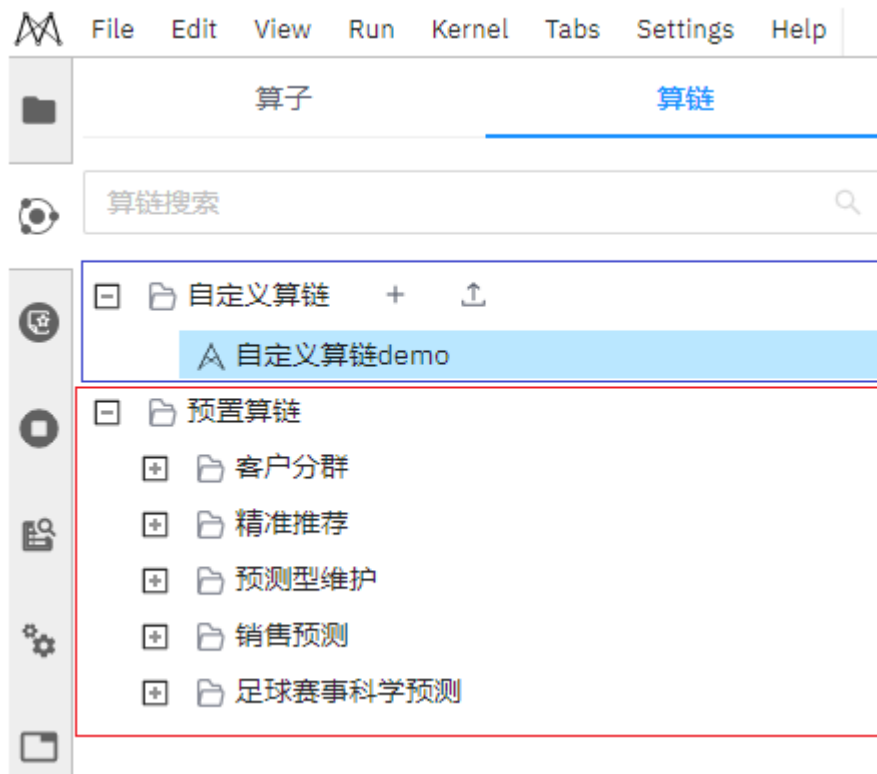 File Edit View Run Kernel Tabs Settings Help
算子 算链
算链搜索
自定义算链
自定义算链demo
预置算链
客户分群
精准推荐
预测型维护
销售预测
足球赛事科学预测